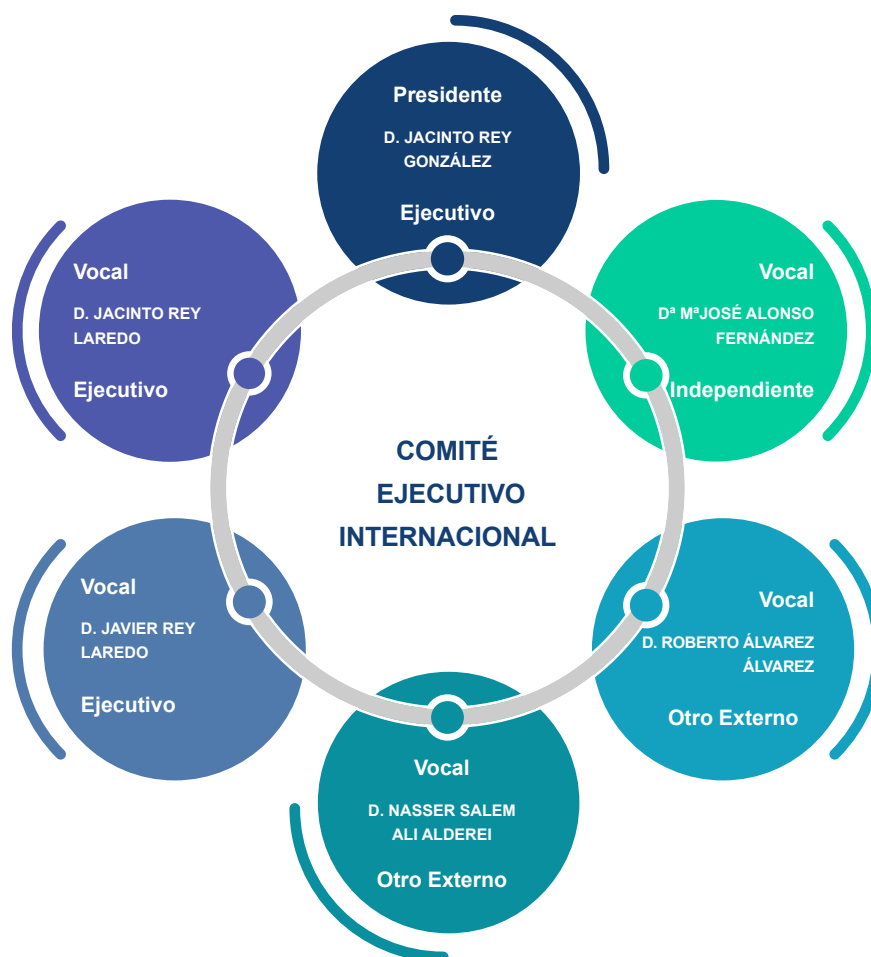 Presidente
D. JACINTO REY
GONZÁLEZ
Ejecutivo
Vocal
Dª MªJOSÉ ALONSO
FERNÁNDEZ
Independiente
Vocal
D. ROBERTO ÁLVAREZ
ÁLVAREZ
Otro Externo
Vocal
D. NASSER SALEM
ALI ALDEREI
Otro Externo
Vocal
D. JAVIER REY
LAREDO
Ejecutivo
Vocal
D. JACINTO REY
LAREDO
Ejecutivo
COMITÉ
EJECUTIVO
INTERNACIONAL